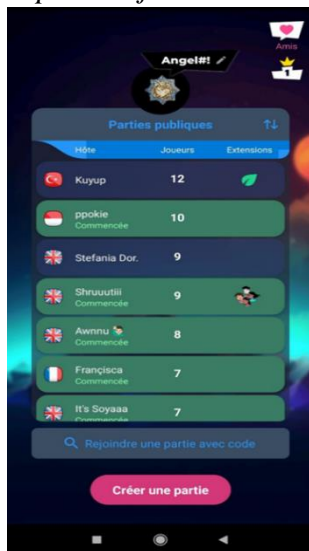 Amis
Angel#!
1
Parties publiques
Hôte Joueurs Extensions
Kuyup 12
ppokie 10
Commencée
Stefania Dor. 9
Shruuutiii 9
Commencée
Awnnu 8
Commencée
Françisca 7
Commencée
It's Soyaaa 7
Commencée
Rejoindre une partie avec code
Créer une partie